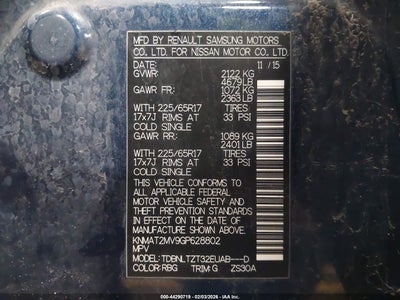 MFD BY RENAULT SAMSUNG MOTORS
CO. LTD. FOR NISSAN MOTOR CO., LTD.
DATE: 11 / 15
GVWR: 2122 KG
4679 LB
GAWR FR: 1072 KG
2363 LB
WITH 225/65R17 TIRES
17x7J RIMS AT 33 PSI
COLD SINGLE
GAWR RR: 1089 KG
2401 LB
WITH 225/65R17 TIRES
17x7J RIMS AT 33 PSI
COLD SINGLE
THIS VEHICLE CONFORMS TO
ALL APPLICABLE FEDERAL
MOTOR VEHICLE SAFETY, BUMPER,
AND THEFT PREVENTION STANDARDS
IN EFFECT ON THE DATE OF
MANUFACTURE SHOWN ABOVE.
KNMAT2MV9GP628802
MPV
MODEL: TDBNLTZT32EUAB---D
COLOR: RBG TRIM: G ZS30A
000-44290719 - 02/03/2026 - Copyright IAA, Inc.